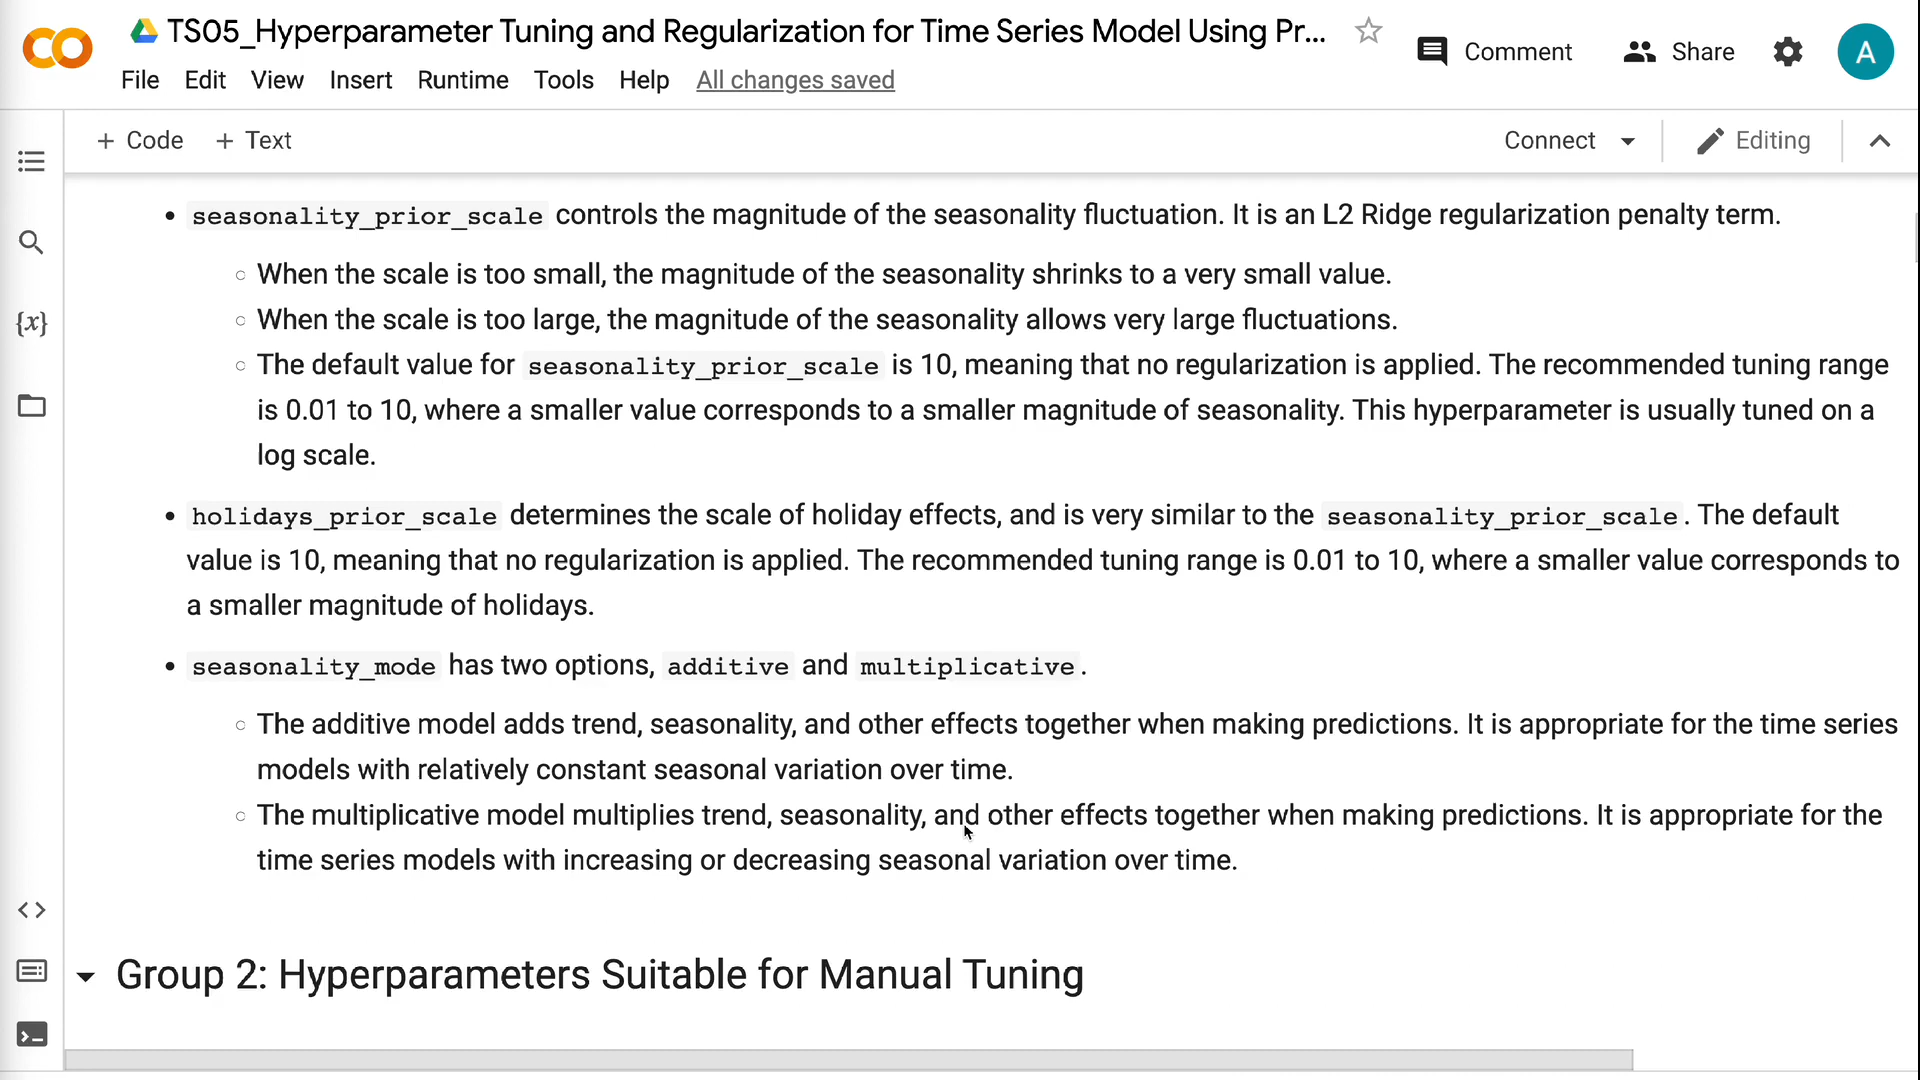 TS05_Hyperparameter Tuning and Regularization for Time Series Model Using Pr...
Comment
Share
A
File Edit View Insert Runtime Tools Help All changes saved
+ Code + Text
Connect
Editing
• seasonality_prior_scale controls the magnitude of the seasonality fluctuation. It is an L2 Ridge regularization penalty term.
○ When the scale is too small, the magnitude of the seasonality shrinks to a very small value.
○ When the scale is too large, the magnitude of the seasonality allows very large fluctuations.
○ The default value for seasonality_prior_scale is 10, meaning that no regularization is applied. The recommended tuning range
is 0.01 to 10, where a smaller value corresponds to a smaller magnitude of seasonality. This hyperparameter is usually tuned on a
log scale.
• holidays_prior_scale determines the scale of holiday effects, and is very similar to the seasonality_prior_scale. The default
value is 10, meaning that no regularization is applied. The recommended tuning range is 0.01 to 10, where a smaller value corresponds to
a smaller magnitude of holidays.
• seasonality_mode has two options, additive and multiplicative.
○ The additive model adds trend, seasonality, and other effects together when making predictions. It is appropriate for the time series
models with relatively constant seasonal variation over time.
○ The multiplicative model multiplies trend, seasonality, and other effects together when making predictions. It is appropriate for the
time series models with increasing or decreasing seasonal variation over time.
Group 2: Hyperparameters Suitable for Manual Tuning